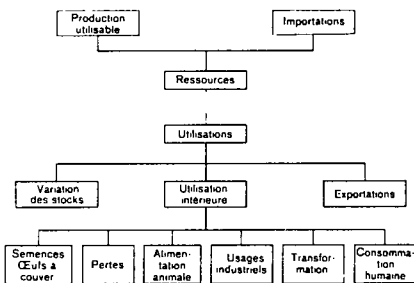 Production
utilisable
Importations
Ressources
Utilisations
Variation
des stocks
Utilisation
intérieure
Exportations
Semences
Œufs à
couver
Pertes
Alimen-
tation
animale
Usages
industriels
Transfor-
mation
Consomma-
tion
humaine